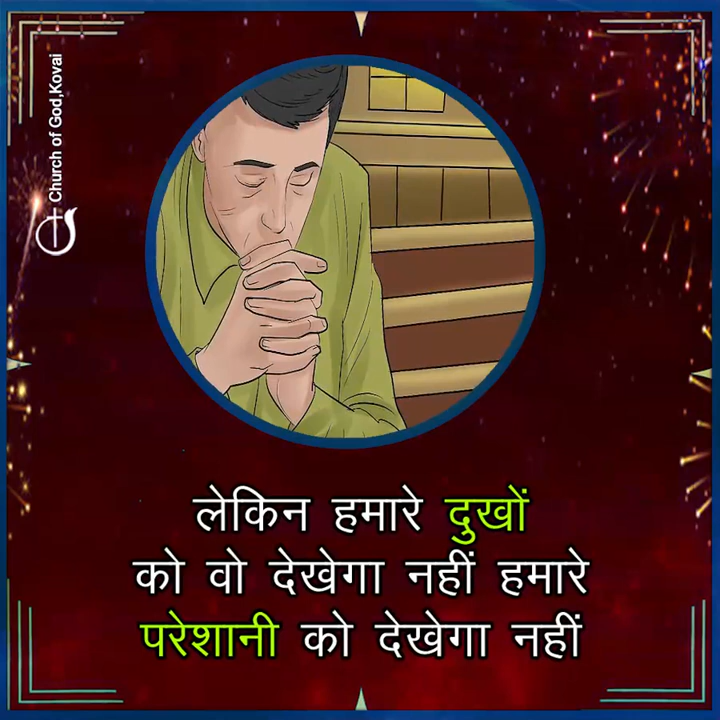 Church of God,Kovai
लेकिन हमारे दुखों
को वो देखेगा नहीं हमारे
परेशानी को देखेगा नहीं